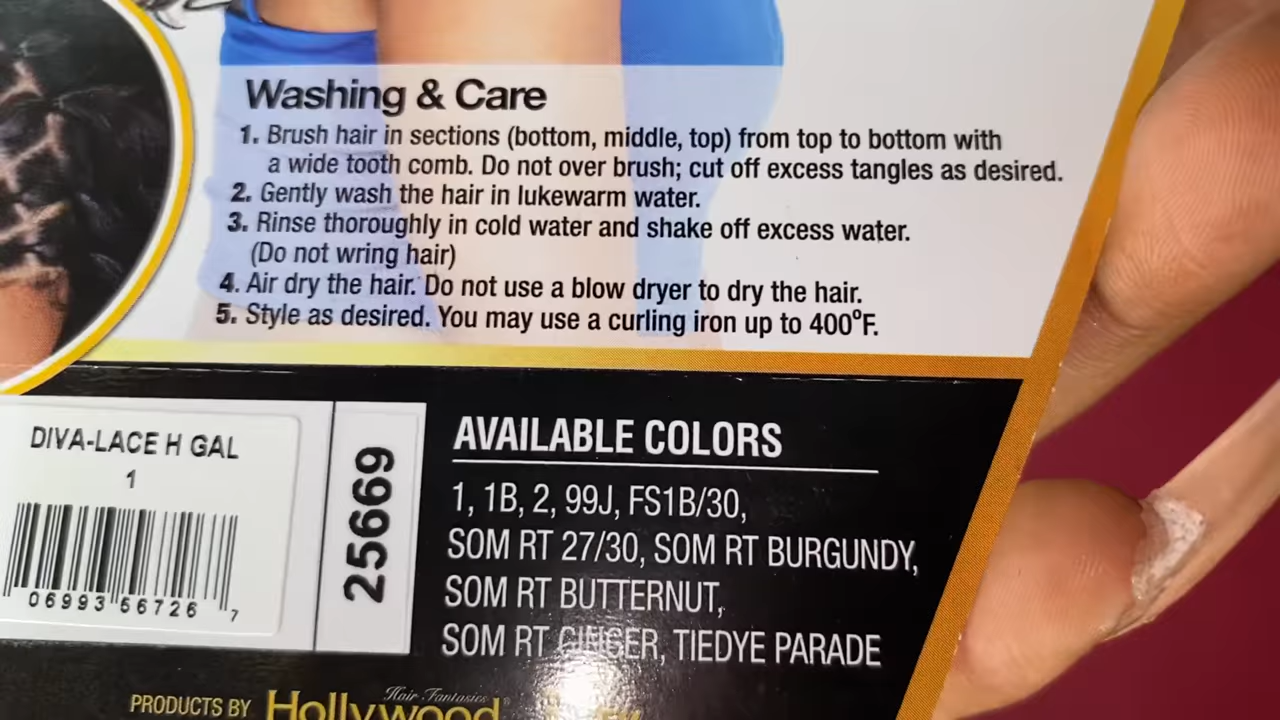 Washing & Care
1. Brush hair in sections (bottom, middle, top) from top to bottom with
a wide tooth comb. Do not over brush; cut off excess tangles as desired.
2. Gently wash the hair in lukewarm water.
3. Rinse thoroughly in cold water and shake off excess water.
(Do not wring hair)
4. Air dry the hair. Do not use a blow dryer to dry the hair.
5. Style as desired. You may use a curling iron up to 400°F.
DIVA-LACE H GAL
1
06993 56726 7
25669
AVAILABLE COLORS
1, 1B, 2, 99J, FS1B/30,
SOM RT 27/30, SOM RT BURGUNDY,
SOM RT BUTTERNUT,
SOM RT GINGER, TIEDYE PARADE
Hair Fantasies
PRODUCTS BY Hollywood